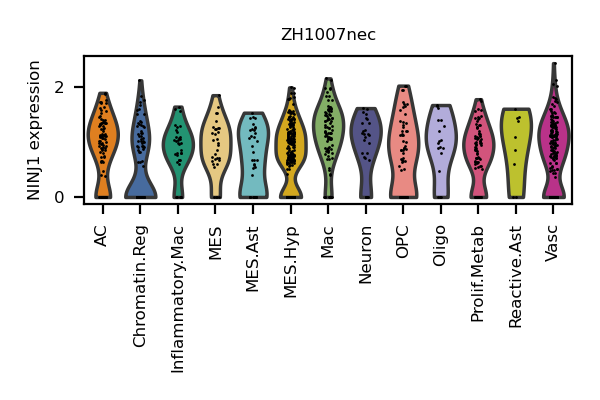 ZH1007nec
NINJ1 expression
2
0
AC
Chromatin.Reg
Inflammatory.Mac
MES
MES.Ast
MES.Hyp
Mac
Neuron
OPC
Oligo
Prolif.Metab
Reactive.Ast
Vasc